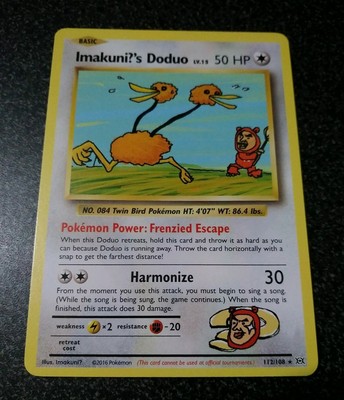 BASIC
Imakuni?'s Doduo LV.19 50 HP
NO. 084 Twin Bird Pokémon HT: 4'07" WT: 86.4 lbs.
Pokémon Power: Frenzied Escape
When this Doduo retreats, hold this card and throw it as hard as you
can because Doduo is running away. Throw the card horizontally with a
snap to get the farthest distance!
Harmonize 30
From the moment you use this attack, you must begin to sing a song.
(While the song is being sung, the game continues.) When the song is
finished, this attack does 30 damage.
weakness ×2 resistance -20
retreat
cost
Illus. Imakuni? ©2016 Pokémon (This card cannot be used at official tournaments.) 112/108 ★